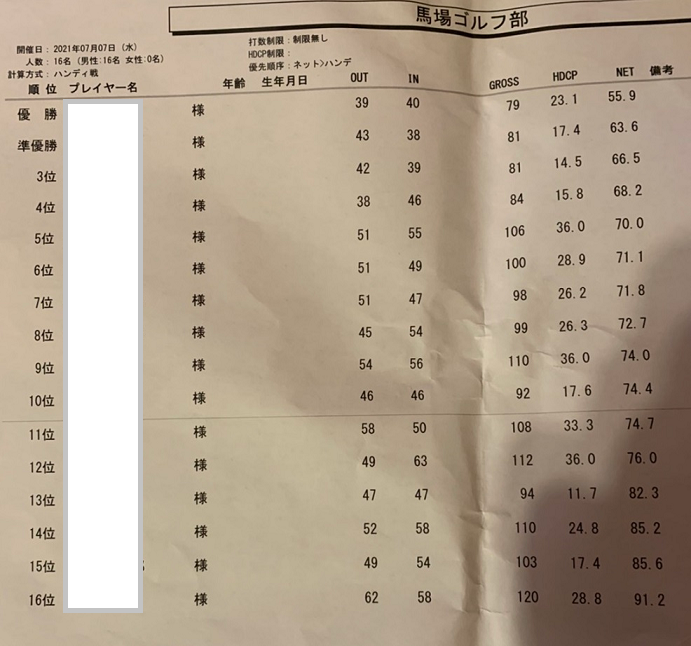 馬場ゴルフ部
開催日：2021年07月07日（水）
人数：16名（男性:16名 女性:0名）
計算方式：ハンディ戦
打数制限：制限無し
HDCP制限：
優先順序：ネット>ハンデ
順位 プレイヤー名 年齢 生年月日 OUT IN GROSS HDCP NET 備考
優勝 様 39 40 79 23.1 55.9
準優勝 様 43 38 81 17.4 63.6
3位 様 42 39 81 14.5 66.5
4位 様 38 46 84 15.8 68.2
5位 様 51 55 106 36.0 70.0
6位 様 51 49 100 28.9 71.1
7位 様 51 47 98 26.2 71.8
8位 様 45 54 99 26.3 72.7
9位 様 54 56 110 36.0 74.0
10位 様 46 46 92 17.6 74.4
11位 様 58 50 108 33.3 74.7
12位 様 49 63 112 36.0 76.0
13位 様 47 47 94 11.7 82.3
14位 様 52 58 110 24.8 85.2
15位 様 49 54 103 17.4 85.6
16位 様 62 58 120 28.8 91.2